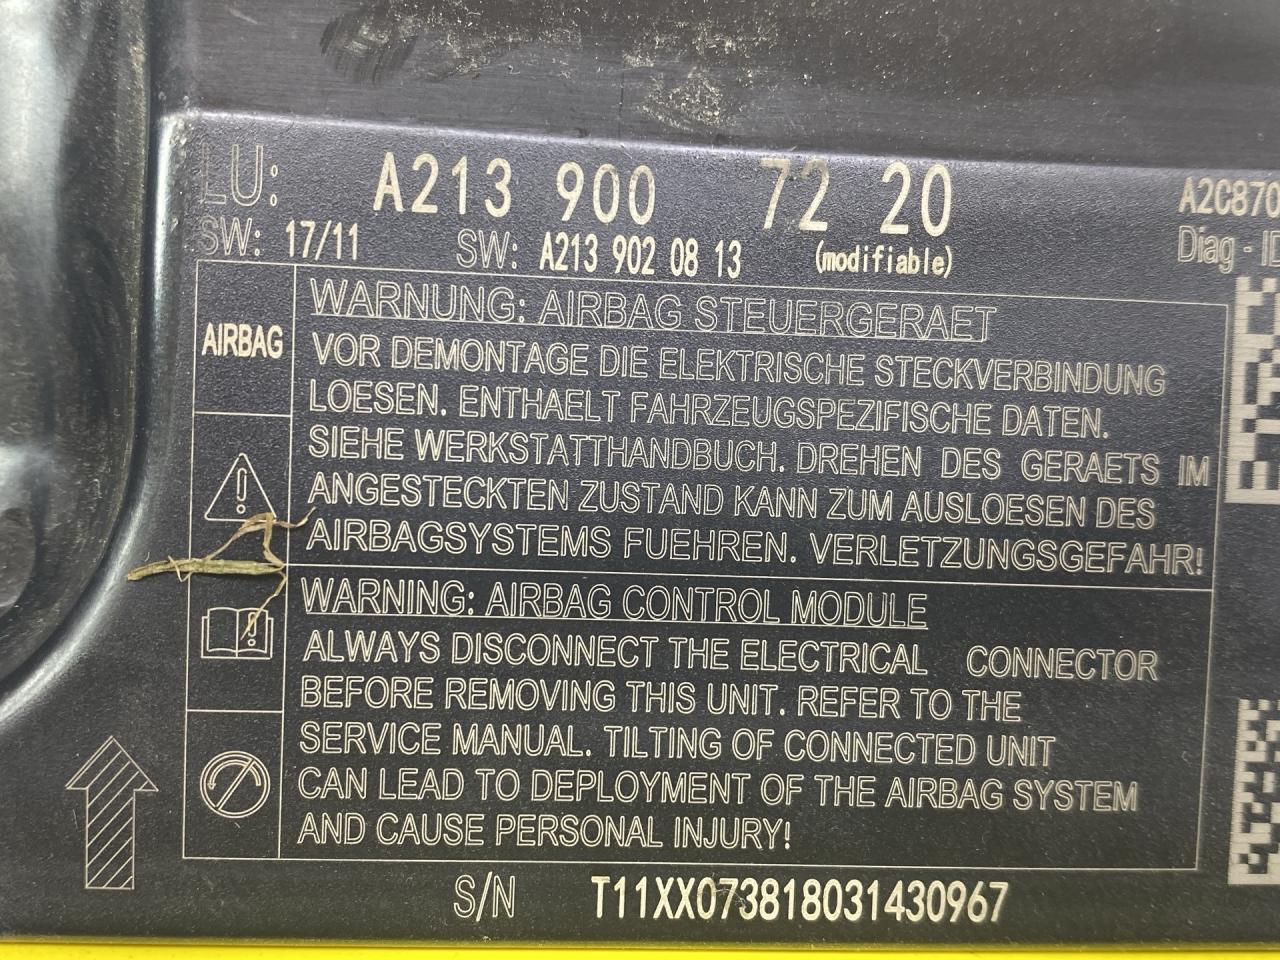 LU: A213 900 72 20 A2C870
SW: 17/11 SW: A213 902 08 13 (modifiable) Diag - ID
AIRBAG
WARNUNG: AIRBAG STEUERGERAET
VOR DEMONTAGE DIE ELEKTRISCHE STECKVERBINDUNG
LOESEN. ENTHAELT FAHRZEUGSPEZIFISCHE DATEN.
SIEHE WERKSTATTHANDBUCH. DREHEN DES GERAETS IM
ANGESTECKTEN ZUSTAND KANN ZUM AUSLOESEN DES
AIRBAGSYSTEMS FUEHREN. VERLETZUNGSGEFAHR!
WARNING: AIRBAG CONTROL MODULE
ALWAYS DISCONNECT THE ELECTRICAL CONNECTOR
BEFORE REMOVING THIS UNIT. REFER TO THE
SERVICE MANUAL. TILTING OF CONNECTED UNIT
CAN LEAD TO DEPLOYMENT OF THE AIRBAG SYSTEM
AND CAUSE PERSONAL INJURY!
S/N T11XX073818031430967